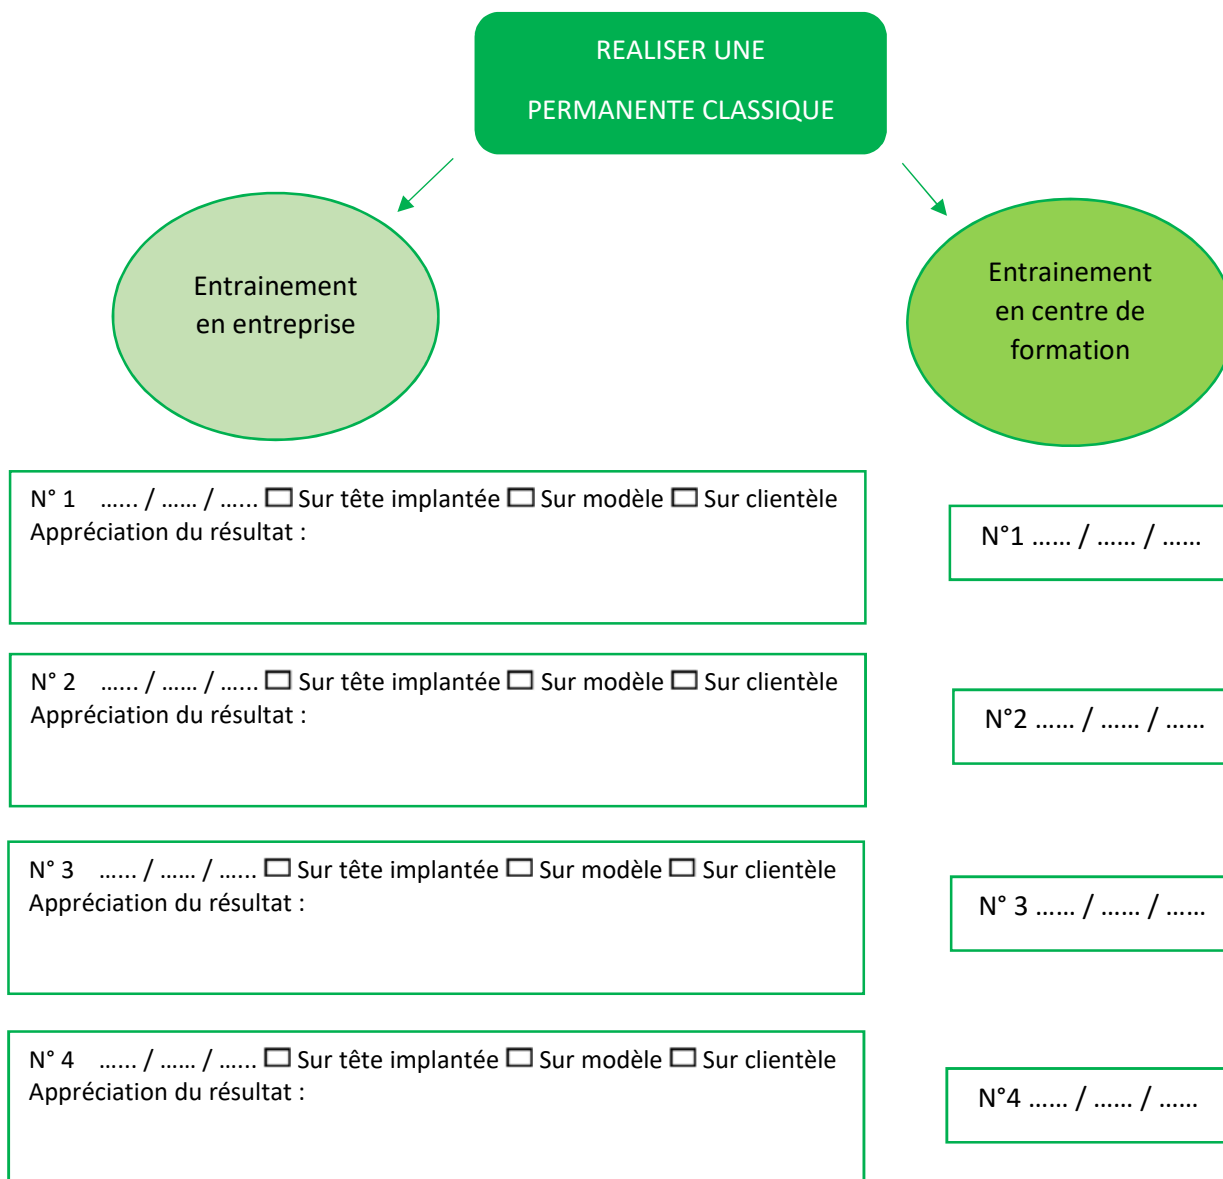 REALISER UNE
PERMANENTE CLASSIQUE
Entrainement
en entreprise
Entrainement
en centre de
formation
N° 1 …... / …... / …... Sur tête implantée Sur modèle Sur clientèle
Appréciation du résultat :
N°1 …... / …... / …...
N° 2 …... / …... / …... Sur tête implantée Sur modèle Sur clientèle
Appréciation du résultat :
N°2 …... / …... / …...
N° 3 …... / …... / …... Sur tête implantée Sur modèle Sur clientèle
Appréciation du résultat :
N° 3 …... / …... / …...
N° 4 …... / …... / …... Sur tête implantée Sur modèle Sur clientèle
Appréciation du résultat :
N°4 …... / …... / …...